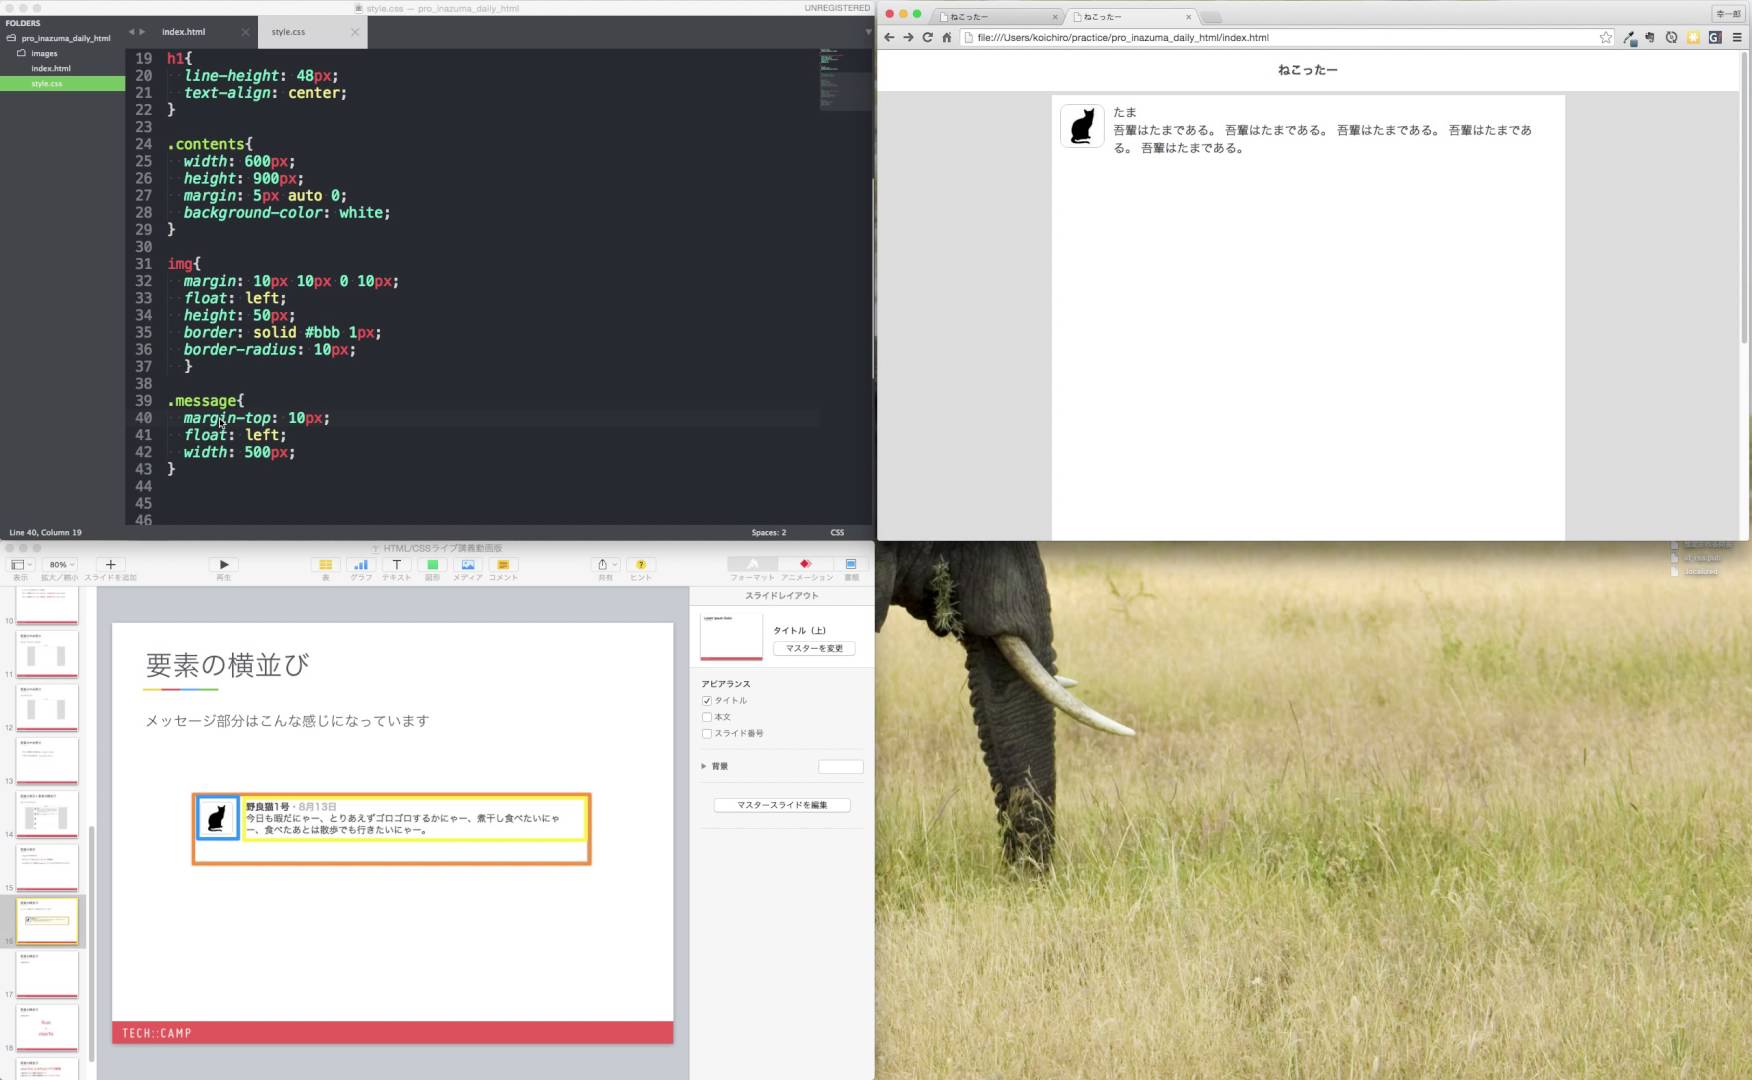 style.css — pro_inazuma_daily_html
UNREGISTERED
FOLDERS
pro_inazuma_daily_html
images
index.html
style.css
index.html
style.css
19 h1{
20 line-height: 48px;
21 text-align: center;
22 }
23
24 .contents{
25 width: 600px;
26 height: 900px;
27 margin: 5px auto 0;
28 background-color: white;
29 }
30
31 img{
32 margin: 10px 10px 0 10px;
33 float: left;
34 height: 50px;
35 border: solid #bbb 1px;
36 border-radius: 10px;
37 }
38
39 .message{
40 margin-top: 10px;
41 float: left;
42 width: 500px;
43 }
44
45
46
Line 40, Column 19
Spaces: 2
CSS
ねこったー
ねこったー
幸一郎
file:///Users/koichiro/practice/pro_inazuma_daily_html/index.html
ねこったー
たま
吾輩はたまである。 吾輩はたまである。 吾輩はたまである。 吾輩はたまであ
る。 吾輩はたまである。
HTML/CSSライブ講義動画版
80%
表示
拡大/縮小
スライドを追加
再生
表
グラフ
テキスト
図形
メディア
コメント
共有
ヒント
フォーマット
アニメーション
書類
10
11
12
13
14
15
16
17
18
要素の横並び
メッセージ部分はこんな感じになっています
野良猫1号・8月13日
今日も暇だにゃー、とりあえずゴロゴロするかにゃー、煮干し食べたいにゃ
ー、食べたあとは散歩でも行きたいにゃー。
TECH::CAMP
スライドレイアウト
タイトル（上）
マスターを変更
アピアランス
タイトル
本文
スライド番号
背景
マスタースライドを編集